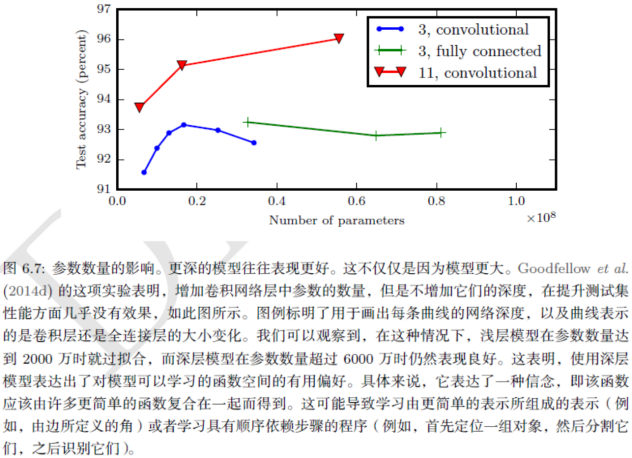 97
96
95
94
93
92
91
Test accuracy (percent)
3, convolutional
3, fully connected
11, convolutional
0.0 0.2 0.4 0.6 0.8 1.0
×10⁸
Number of parameters
图 6.7: 参数数量的影响。更深的模型往往表现更好。这不仅仅是因为模型更大。Goodfellow et al.
(2014d) 的这项实验表明，增加卷积网络层中参数的数量，但是不增加它们的深度，在提升测试集
性能方面几乎没有效果，如此图所示。图例标明了用于画出每条曲线的网络深度，以及曲线表示
的是卷积层还是全连接层的大小变化。我们可以观察到，在这种情况下，浅层模型在参数数量达
到 2000 万时就过拟合，而深层模型在参数数量超过 6000 万时仍然表现良好。这表明，使用深层
模型表达出了对模型可以学习的函数空间的有用偏好。具体来说，它表达了一种信念，即该函数
应该由许多更简单的函数复合在一起而得到。这可能导致学习由更简单的表示所组成的表示（例
如，由边所定义的角）或者学习具有顺序依赖步骤的程序（例如，首先定位一组对象，然后分割它
们，之后识别它们）。